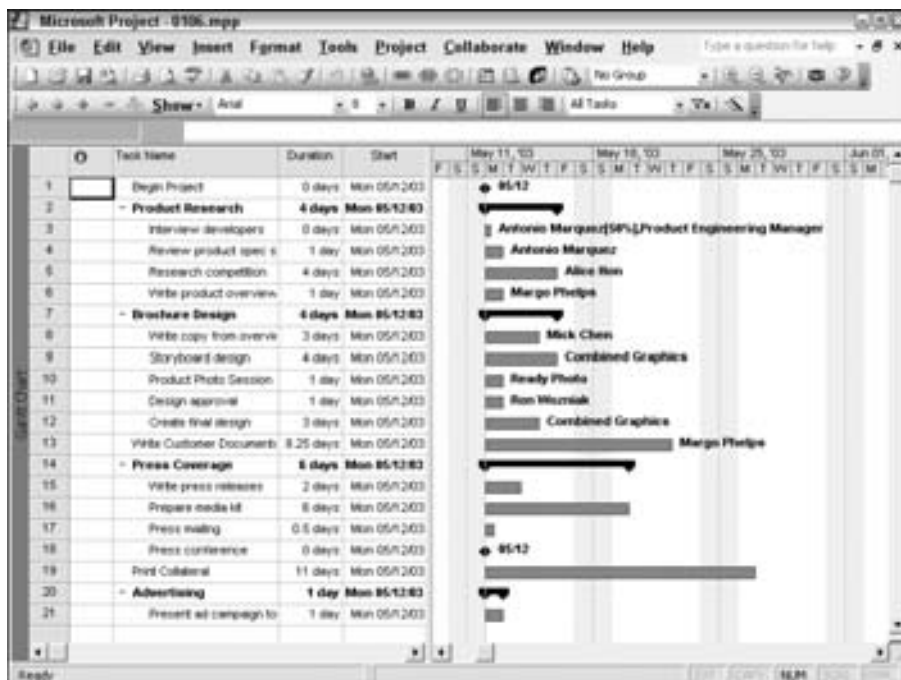 Microsoft Project - 0106.mpp
File Edit View Insert Format Tools Project Collaborate Window Help Type a question for help
No Group
Show Arial 8 B I U All Tasks
Task Name Duration Start May 11, '03 May 18, '03 May 25, '03 Jun 01,
F S S M T W T F S S M T W T F S S M T W T F S S M
1 Begin Project 0 days Mon 05/12/03 05/12
2 - Product Research 4 days Mon 05/12/03
3 Interview developers 0 days Mon 05/12/03 Antonio Marquez[50%],Product Engineering Manager
4 Review product spec s 1 day Mon 05/12/03 Antonio Marquez
5 Research competition 4 days Mon 05/12/03 Alice
6 Write product overview 1 day Mon 05/12/03 Margo Phelps
7 - Brochure Design 4 days Mon 05/12/03
8 Write copy from overvie 3 days Mon 05/12/03 Mick Chen
9 Storyboard design 4 days Mon 05/12/03 Combined Graphics
10 Product Photo Session 1 day Mon 05/12/03 Ready Photo
11 Design approval 1 day Mon 05/12/03 Ron Wozniak
12 Create final design 3 days Mon 05/12/03 Combined Graphics
13 Write Customer Documents 8.25 days Mon 05/12/03 Margo Phelps
14 - Press Coverage 6 days Mon 05/12/03
15 Write press releases 2 days Mon 05/12/03
16 Prepare media kit 6 days Mon 05/12/03
17 Press mailing 0.5 days Mon 05/12/03
18 Press conference 0 days Mon 05/12/03 05/12
19 Print Collateral 11 days Mon 05/12/03
20 - Advertising 1 day Mon 05/12/03
21 Present ad campaign to 1 day Mon 05/12/03
Gantt Chart
Ready EXT CAPS NUM SCRL OVR